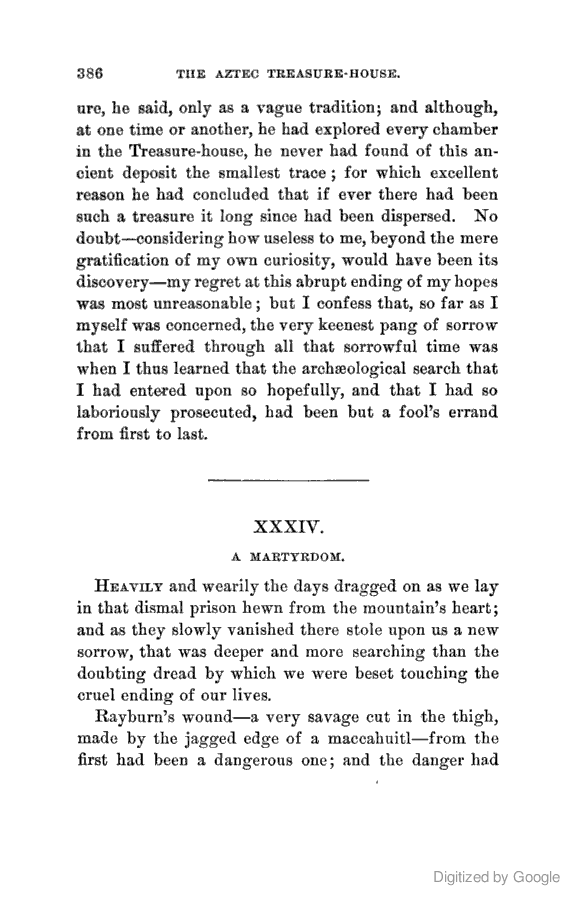 386 THE AZTEC TREASURE-HOUSE.
ure, he said, only as a vague tradition; and although,
at one time or another, he had explored every chamber
in the Treasure-house, he never had found of this an-
cient deposit the smallest trace; for which excellent
reason he had concluded that if ever there had been
such a treasure it long since had been dispersed. No
doubt—considering how useless to me, beyond the mere
gratification of my own curiosity, would have been its
discovery—my regret at this abrupt ending of my hopes
was most unreasonable; but I confess that, so far as I
myself was concerned, the very keenest pang of sorrow
that I suffered through all that sorrowful time was
when I thus learned that the archæological search that
I had entered upon so hopefully, and that I had so
laboriously prosecuted, had been but a fool's errand
from first to last.
XXXIV.
A MARTYRDOM.
HEAVILY and wearily the days dragged on as we lay
in that dismal prison hewn from the mountain's heart;
and as they slowly vanished there stole upon us a new
sorrow, that was deeper and more searching than the
doubting dread by which we were beset touching the
cruel ending of our lives.
Rayburn's wound—a very savage cut in the thigh,
made by the jagged edge of a maccahuitl—from the
first had been a dangerous one; and the danger had
Digitized by Google